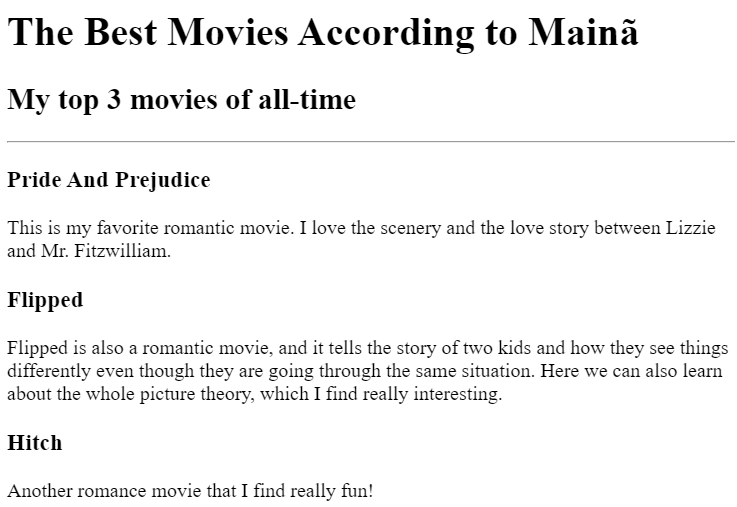 The Best Movies According to Mainã
My top 3 movies of all-time
Pride And Prejudice
This is my favorite romantic movie. I love the scenery and the love story between Lizzie
and Mr. Fitzwilliam.
Flipped
Flipped is also a romantic movie, and it tells the story of two kids and how they see things
differently even though they are going through the same situation. Here we can also learn
about the whole picture theory, which I find really interesting.
Hitch
Another romance movie that I find really fun!